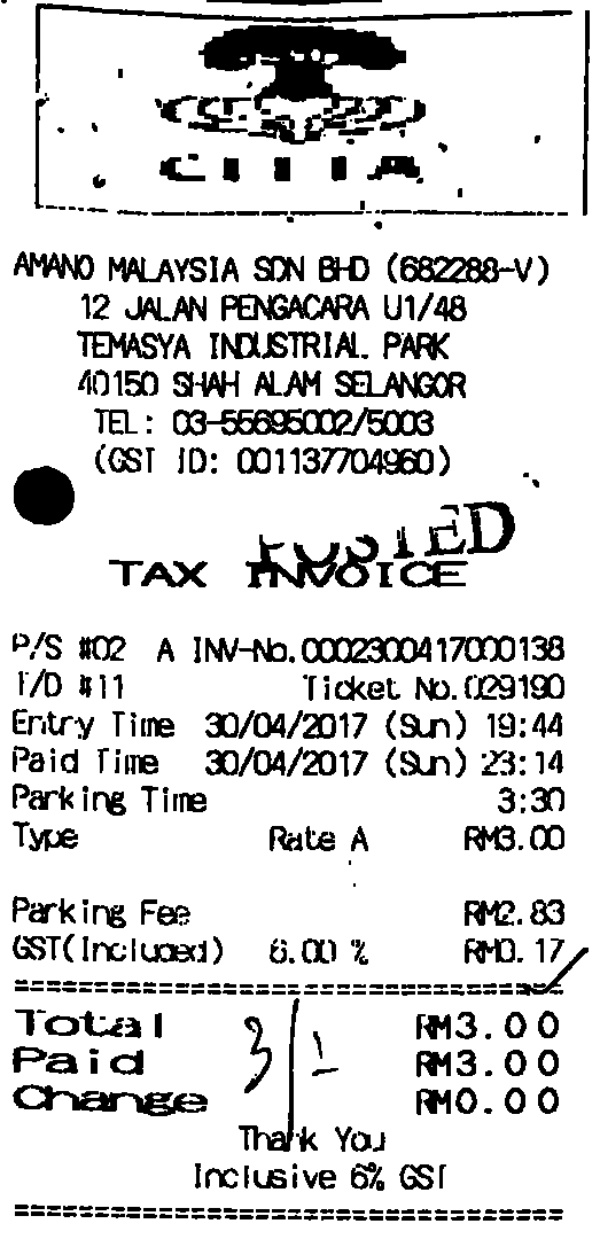 CITTA
AMANO MALAYSIA SDN BHD (682288-V)
12 JALAN PENGACARA U1/48
TEMASYA INDUSTRIAL PARK
40150 SHAH ALAM SELANGOR
TEL: 03-55695002/5003
(GST ID: 001137704960)
POSTED
TAX INVOICE
P/S #02 A INV-No.0002300417000138
T/D #11 Ticket No.029190
Entry Time 30/04/2017 (Sun) 19:44
Paid Time 30/04/2017 (Sun) 23:14
Parking Time 3:30
Type Rate A RM3.00
Parking Fee RM2.83
GST(Included) 6.00 % RM0.17
Total RM3.00
Paid RM3.00
Change RM0.00
Thank You
Inclusive 6% GST